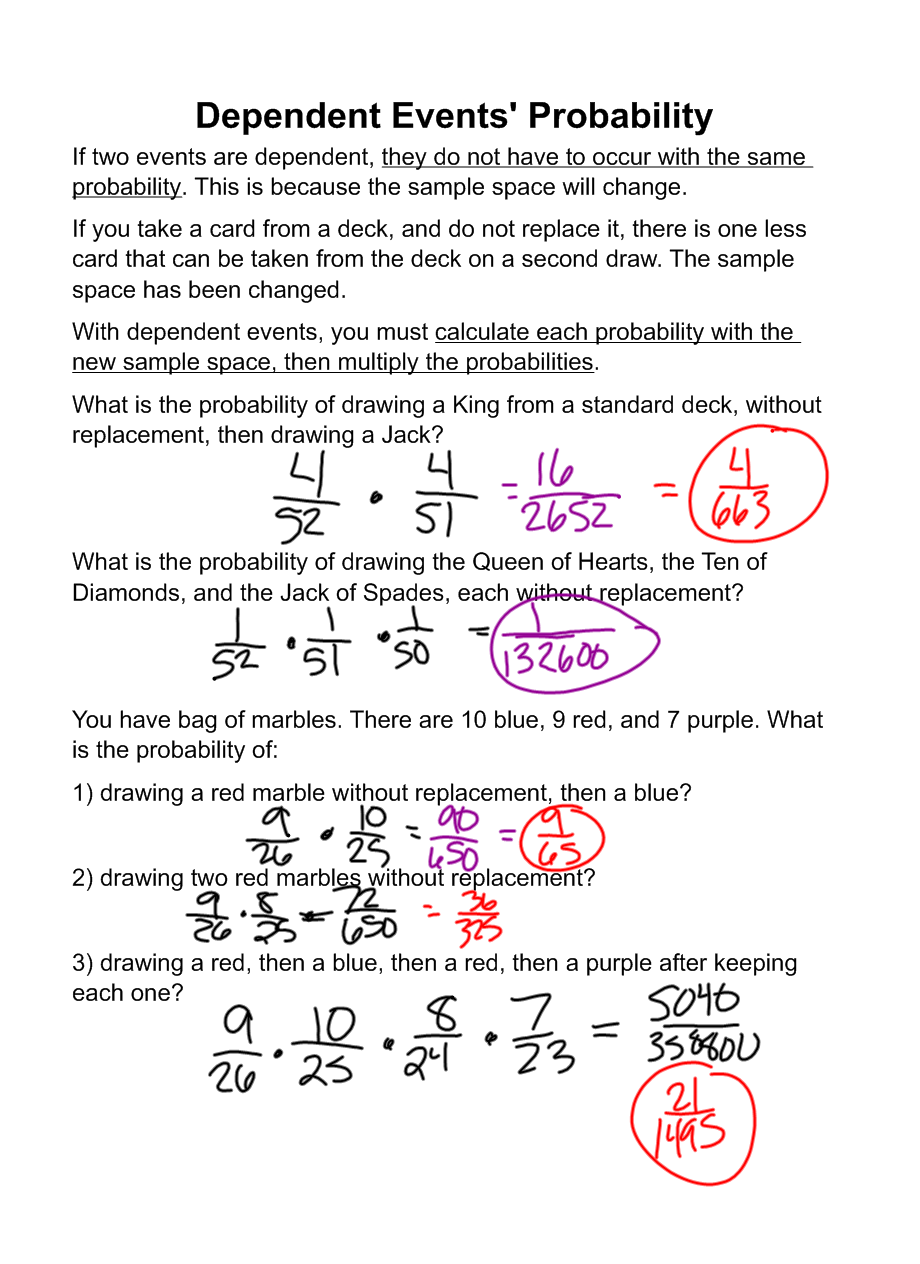 Dependent Events' Probability
If two events are dependent, they do not have to occur with the same
probability. This is because the sample space will change.
If you take a card from a deck, and do not replace it, there is one less
card that can be taken from the deck on a second draw. The sample
space has been changed.
With dependent events, you must calculate each probability with the
new sample space, then multiply the probabilities.
What is the probability of drawing a King from a standard deck, without
replacement, then drawing a Jack?
4/52 • 4/51 = 16/2652 = 4/663
What is the probability of drawing the Queen of Hearts, the Ten of
Diamonds, and the Jack of Spades, each without replacement?
1/52 • 1/51 • 1/50 = 1/132600
You have bag of marbles. There are 10 blue, 9 red, and 7 purple. What
is the probability of:
1) drawing a red marble without replacement, then a blue?
9/26 • 10/25 = 90/650 = 9/65
2) drawing two red marbles without replacement?
9/26 • 8/25 = 72/650 = 36/325
3) drawing a red, then a blue, then a red, then a purple after keeping
each one?
9/26 • 10/25 • 8/24 • 7/23 = 5040/358800
21/1495